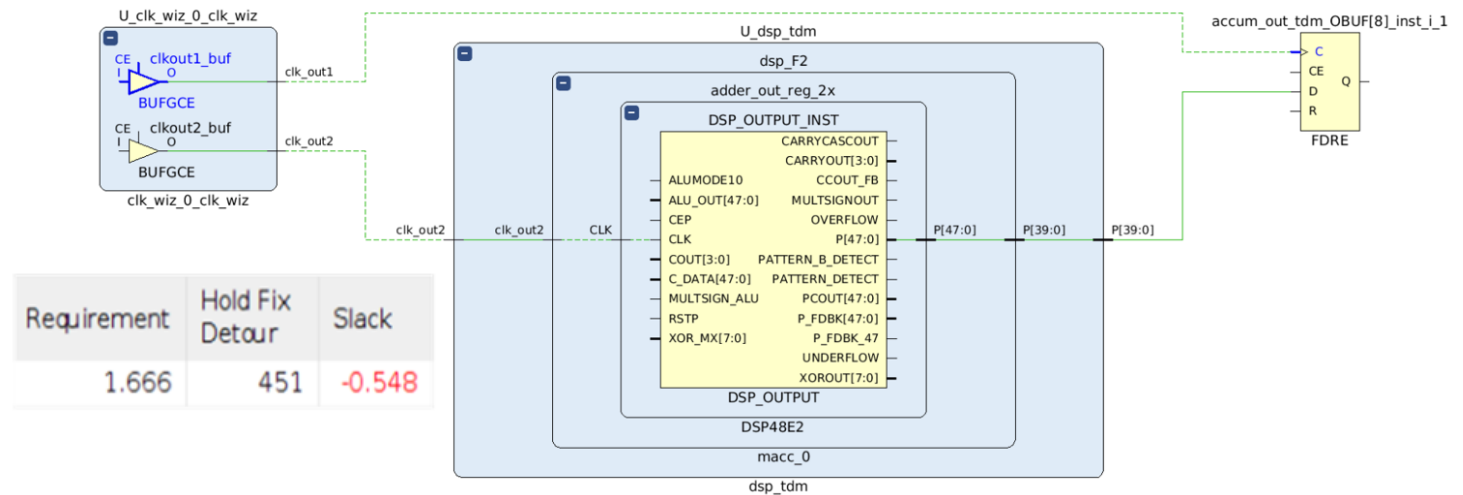 U_clk_wiz_0_clk_wiz
CE
I
clkout1_buf
O
BUFGCE
clk_out1
CE
I
clkout2_buf
O
BUFGCE
clk_out2
clk_wiz_0_clk_wiz
U_dsp_tdm
dsp_F2
adder_out_reg_2x
DSP_OUTPUT_INST
CARRYCASCOUT
CARRYOUT[3:0]
ALUMODE10
CCOUT_FB
ALU_OUT[47:0]
MULTSIGNOUT
CEP
OVERFLOW
clk_out2
clk_out2
CLK
CLK
P[47:0]
P[47:0]
P[39:0]
P[39:0]
COUT[3:0]
PATTERN_B_DETECT
C_DATA[47:0]
PATTERN_DETECT
MULTSIGN_ALU
PCOUT[47:0]
RSTP
P_FDBK[47:0]
XOR_MX[7:0]
P_FDBK_47
UNDERFLOW
XOROUT[7:0]
DSP_OUTPUT
DSP48E2
macc_0
dsp_tdm
accum_out_tdm_OBUF[8]_inst_i_1
C
CE
Q
D
R
FDRE
Requirement
Hold Fix
Detour
Slack
1.666
451
-0.548